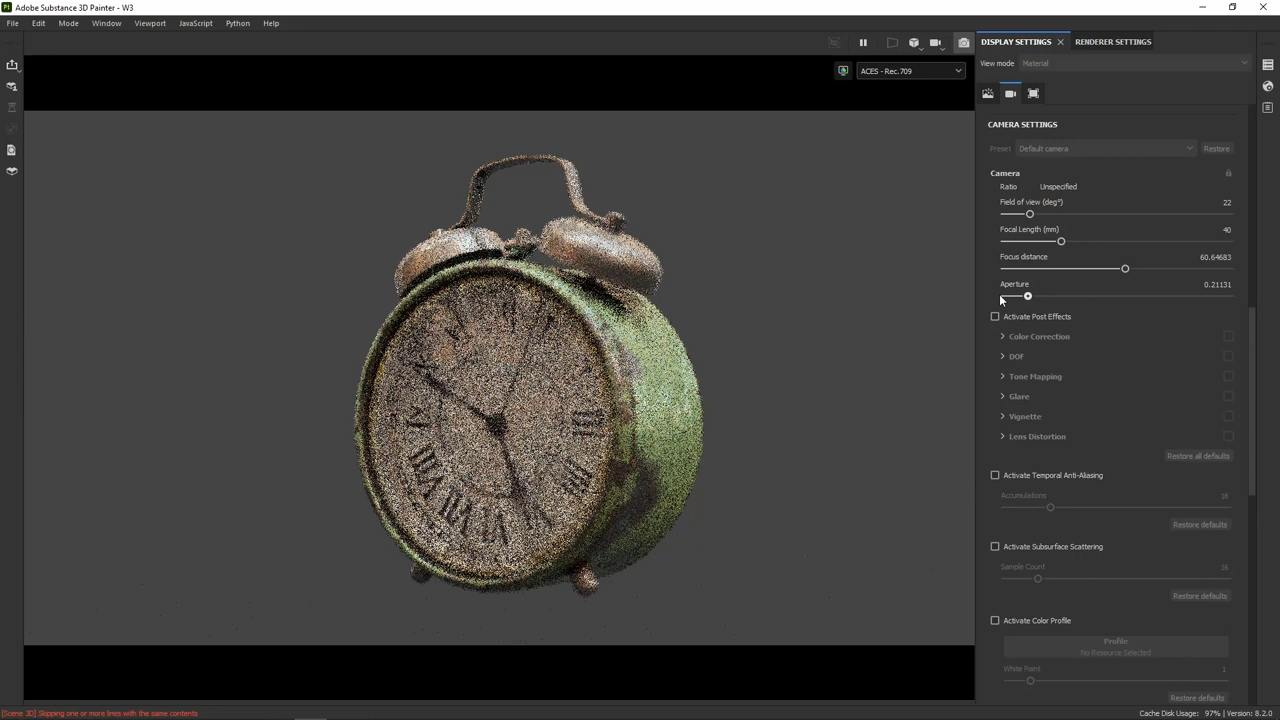 Pt Adobe Substance 3D Painter - W3
File Edit Mode Window Viewport JavaScript Python Help
DISPLAY SETTINGS RENDERER SETTINGS
View mode Material
ACES - Rec.709
CAMERA SETTINGS
Preset Default camera Restore
Camera
Ratio Unspecified
Field of view (deg°) 22
Focal Length (mm) 40
Focus distance 60.64683
Aperture 0.21131
Activate Post Effects
Color Correction
DOF
Tone Mapping
Glare
Vignette
Lens Distortion
Restore all defaults
Activate Temporal Anti-Aliasing
Accumulations 16
Restore defaults
Activate Subsurface Scattering
Sample Count 16
Restore defaults
Activate Color Profile
Profile
No Resource Selected
White Point 1
Restore defaults
[Scene 3D] Skipping one or more lines with the same contents
Cache Disk Usage: 97% | Version: 8.2.0